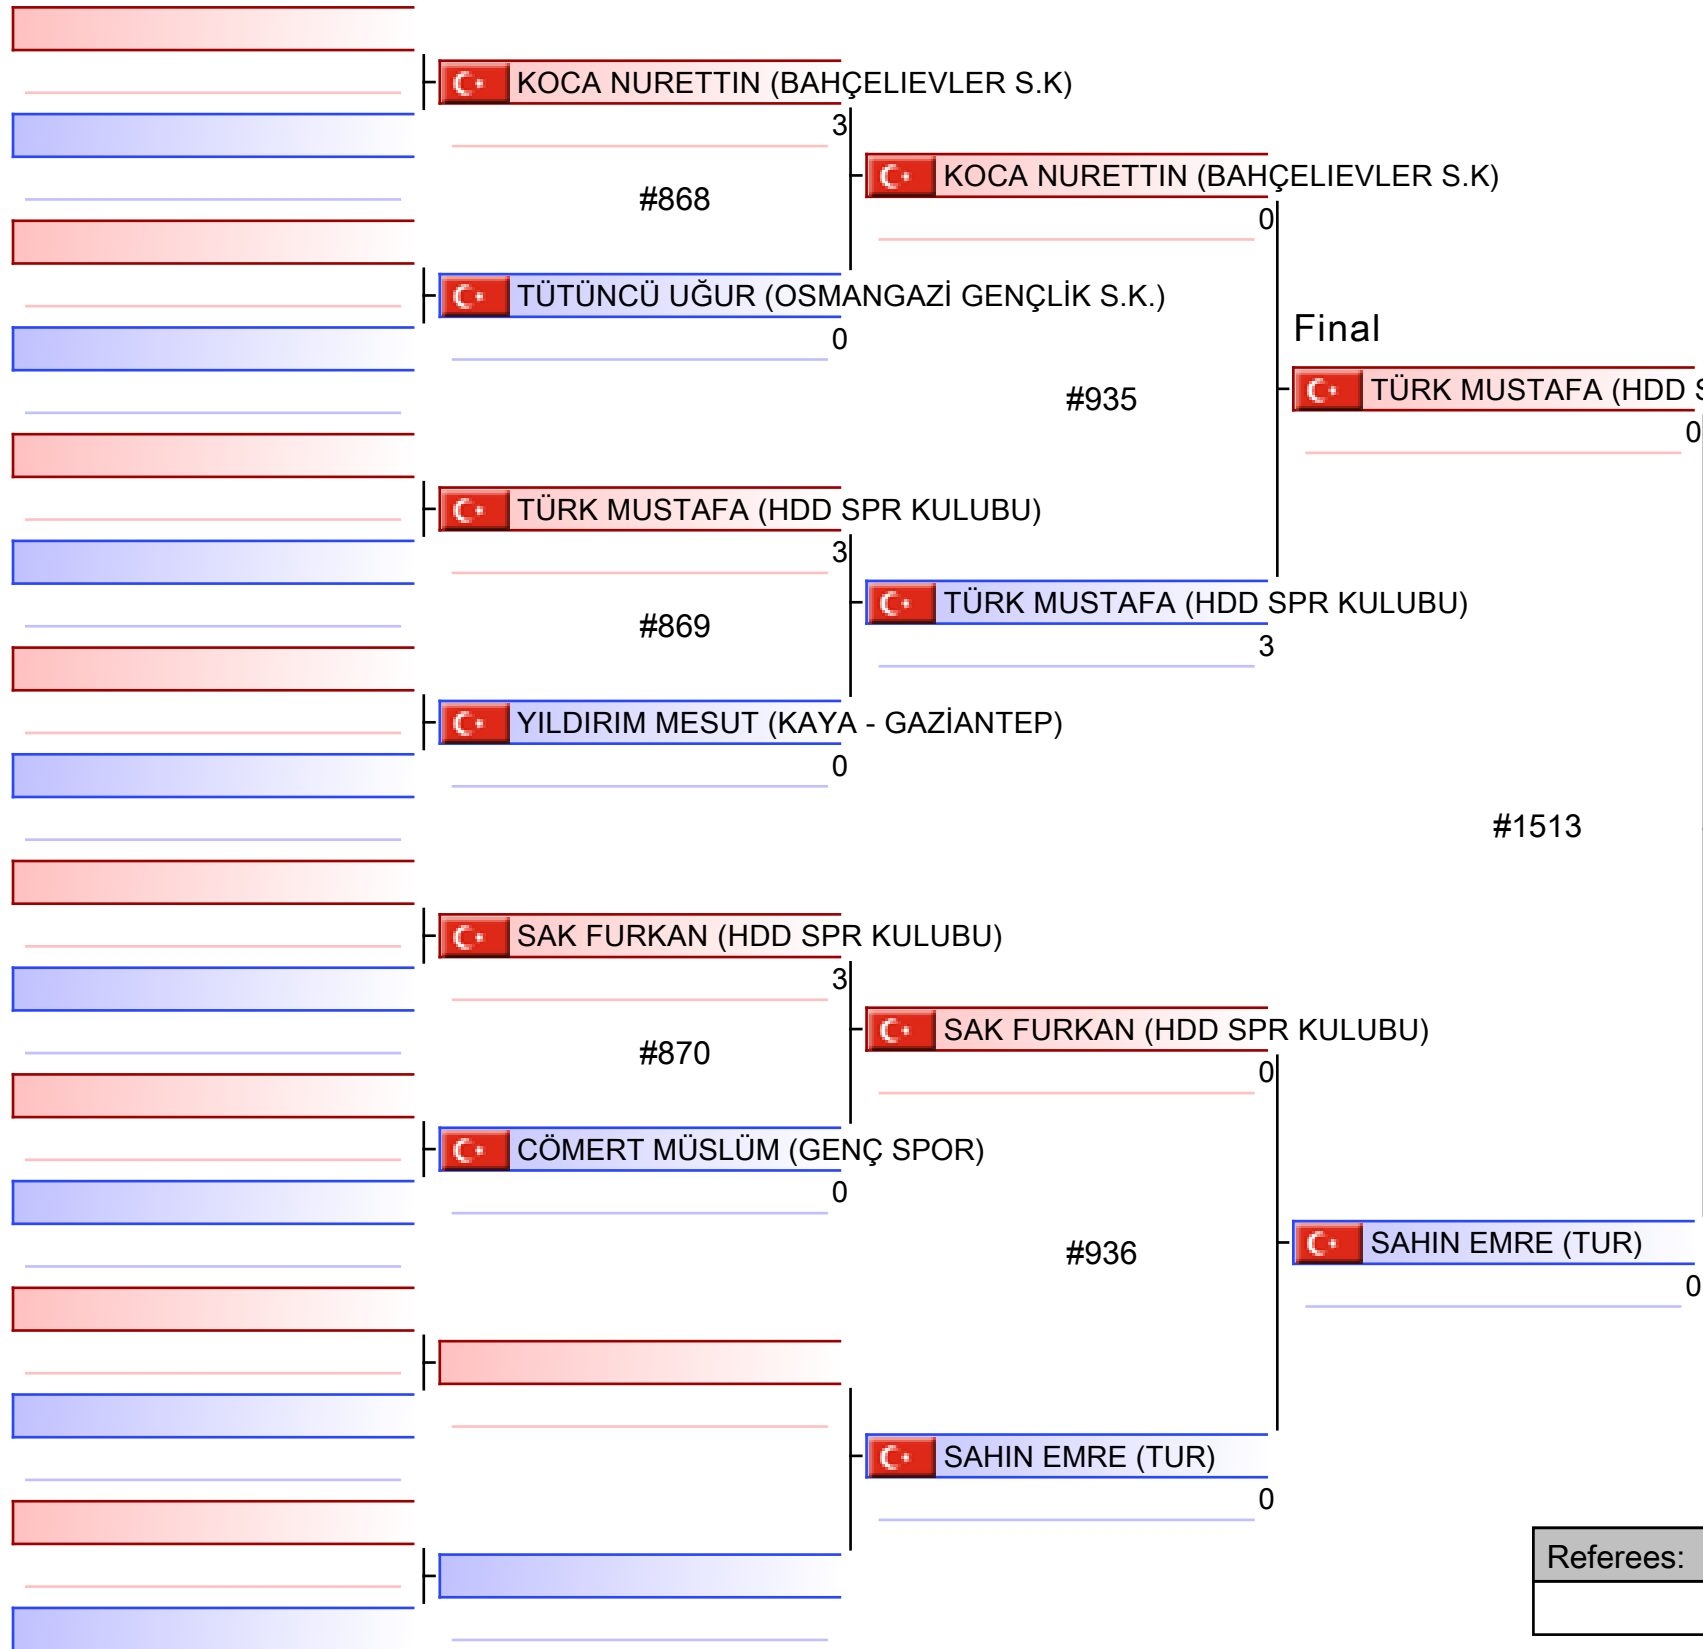 KOCA NURETTIN (BAHÇELIEVLER S.K)
3
KOCA NURETTIN (BAHÇELIEVLER S.K)
#868
0
TÜTÜNCÜ UĞUR (OSMANGAZİ GENÇLİK S.K.)
Final
0
TÜRK MUSTAFA (HDD S
#935
0
TÜRK MUSTAFA (HDD SPR KULUBU)
3
TÜRK MUSTAFA (HDD SPR KULUBU)
#869
3
YILDIRIM MESUT (KAYA - GAZİANTEP)
0
#1513
SAK FURKAN (HDD SPR KULUBU)
3
SAK FURKAN (HDD SPR KULUBU)
#870
0
CÖMERT MÜSLÜM (GENÇ SPOR)
0
#936
SAHIN EMRE (TUR)
0
SAHIN EMRE (TUR)
0
Referees: